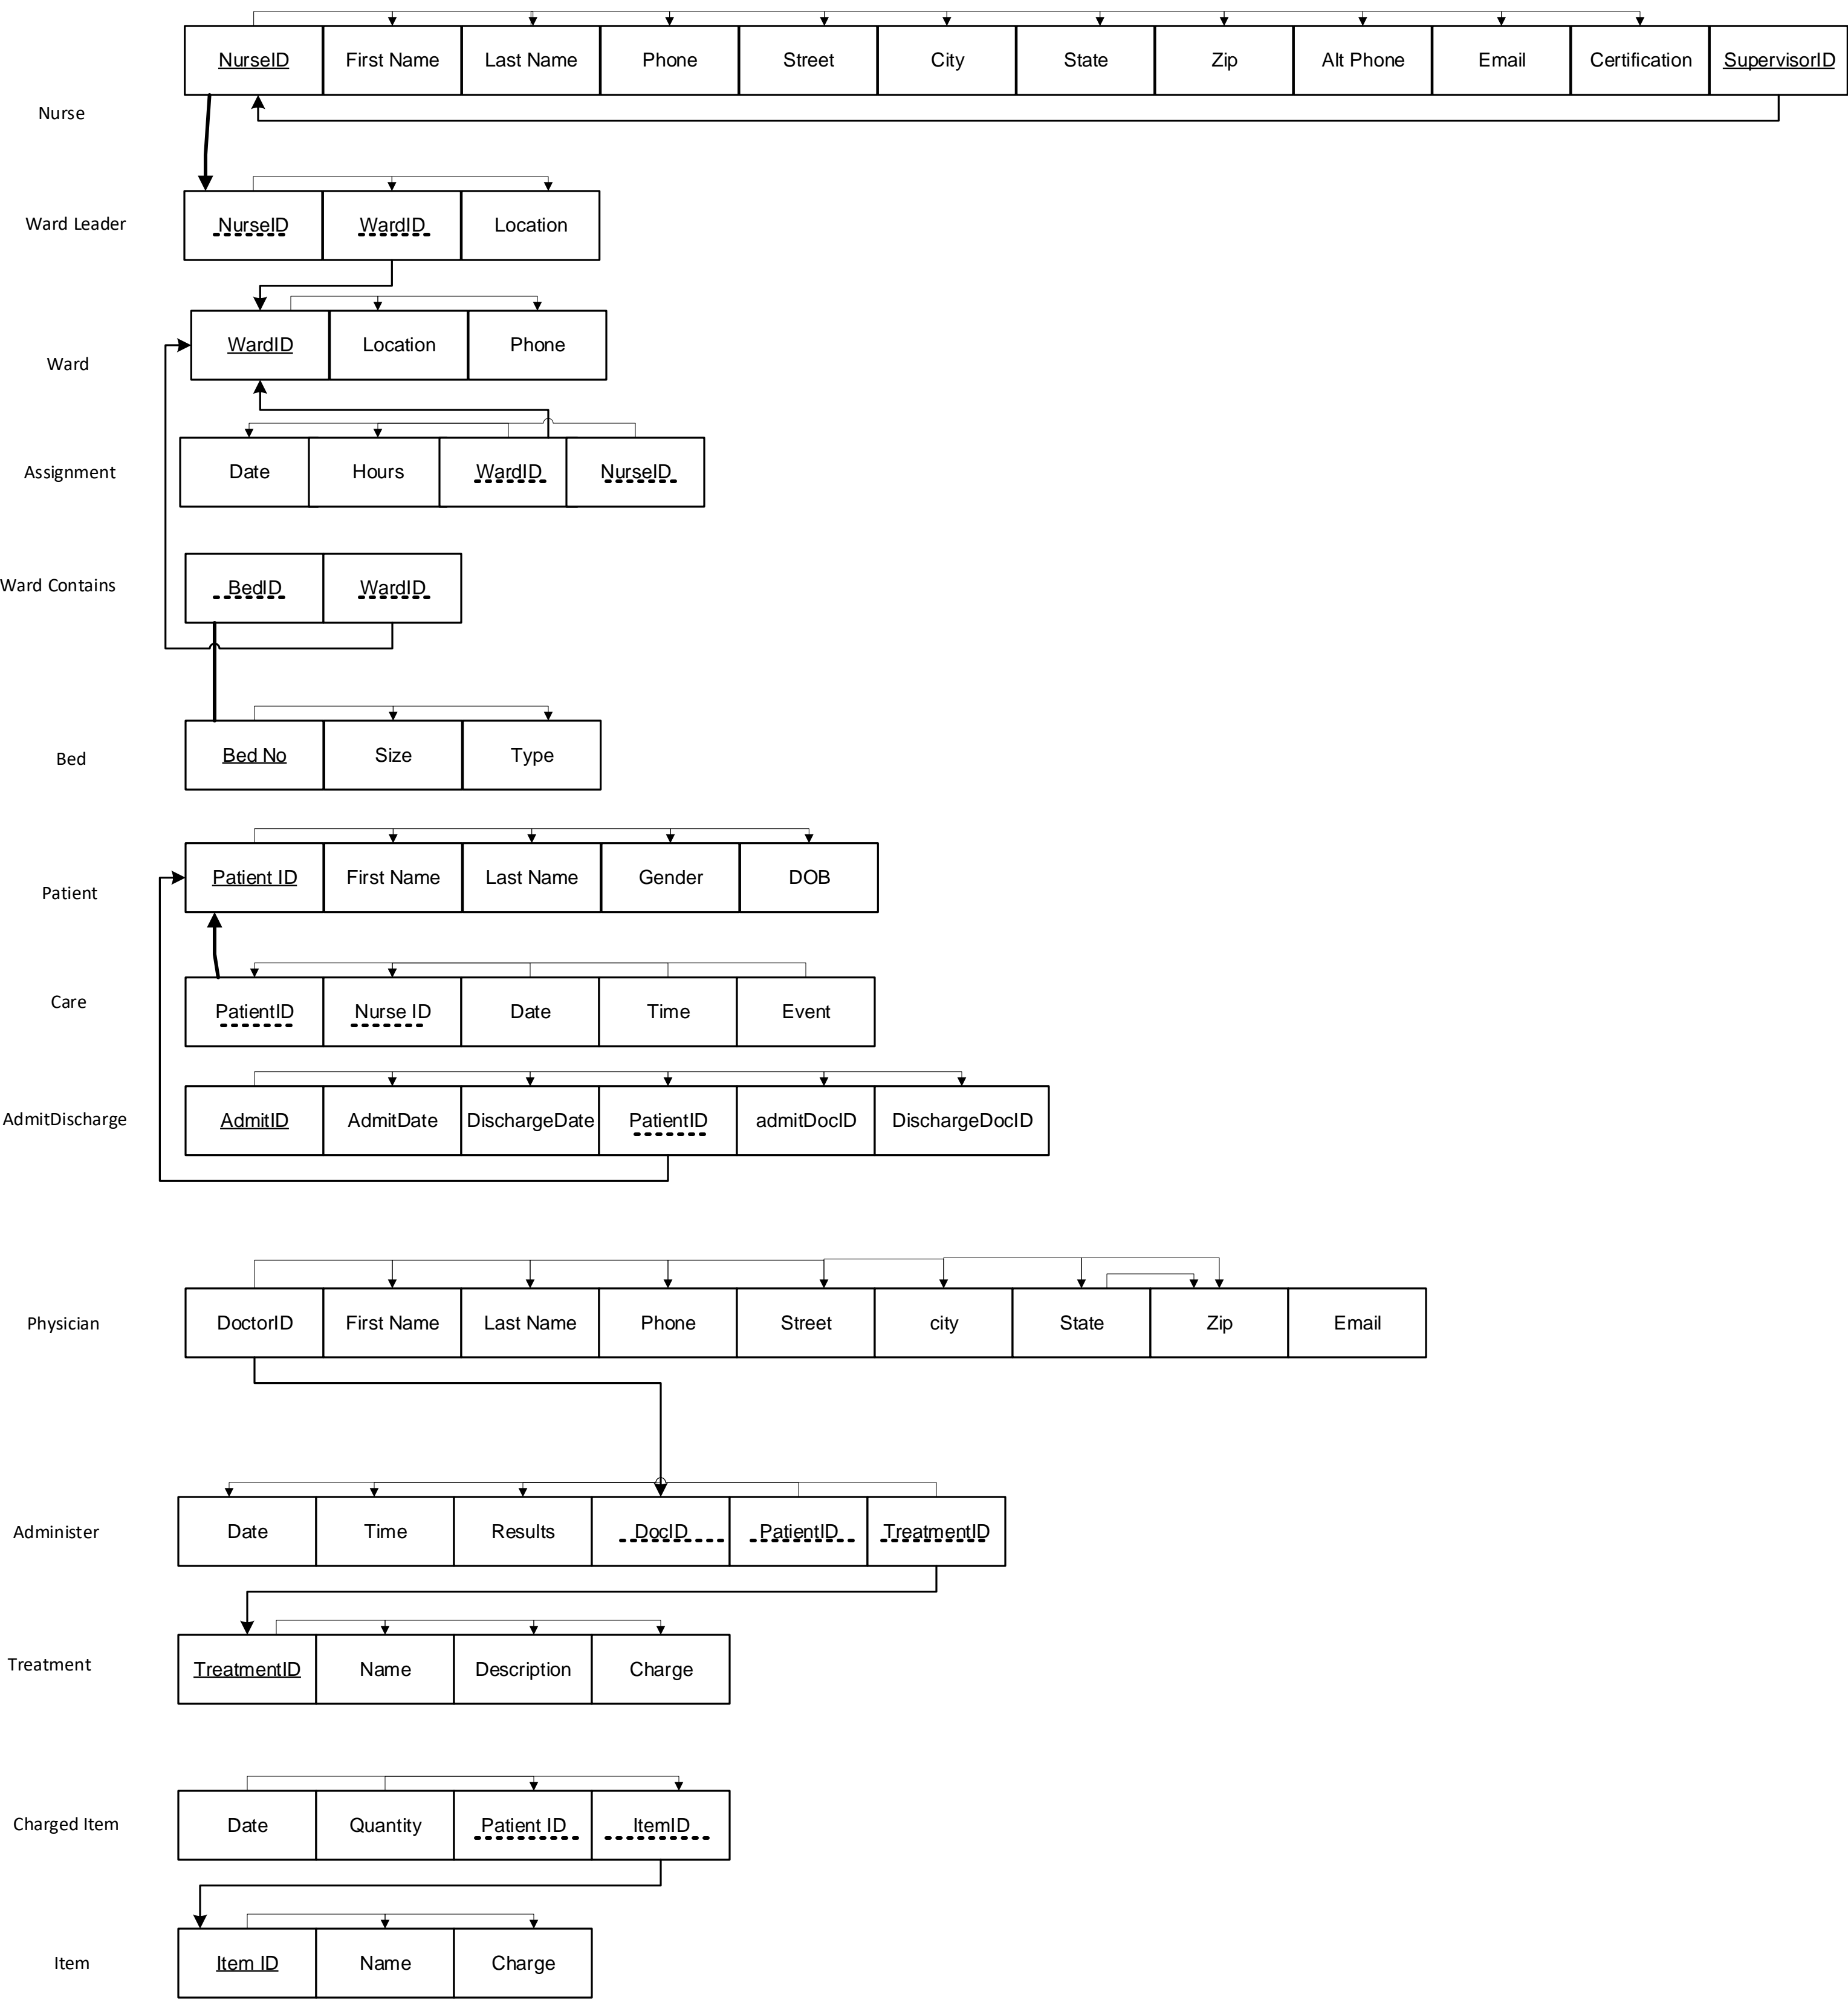 NurseID First Name Last Name Phone Street City State Zip Alt Phone Email Certification SupervisorID
Nurse
Ward Leader NurseID WardID Location
Ward WardID Location Phone
Assignment Date Hours WardID NurseID
Ward Contains BedID WardID
Bed Bed No Size Type
Patient Patient ID First Name Last Name Gender DOB
Care PatientID Nurse ID Date Time Event
AdmitDischarge AdmitID AdmitDate DischargeDate PatientID admitDocID DischargeDocID
Physician DoctorID First Name Last Name Phone Street city State Zip Email
Administer Date Time Results DocID PatientID TreatmentID
Treatment TreatmentID Name Description Charge
Charged Item Date Quantity Patient ID ItemID
Item Item ID Name Charge